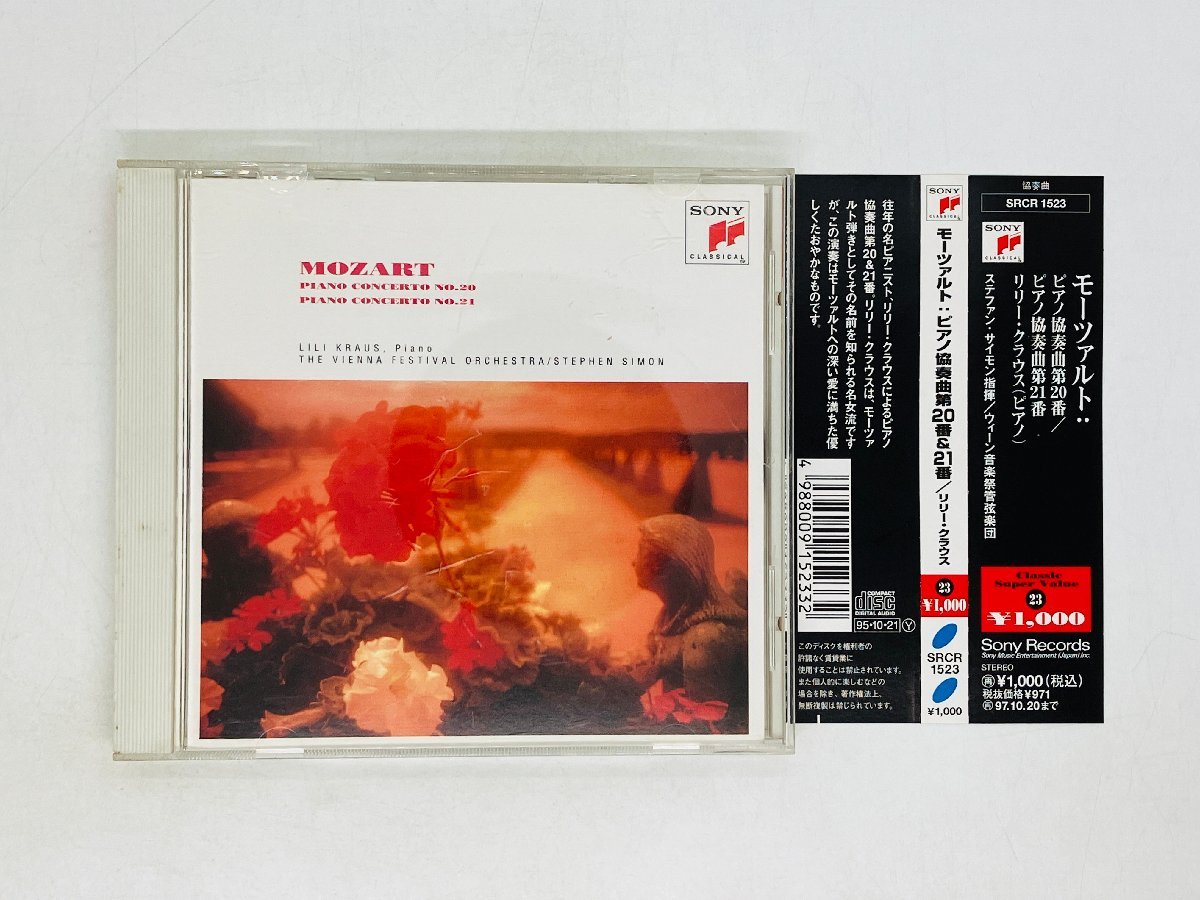 SONY
CLASSICAL
MOZART
PIANO CONCERTO NO.20
PIANO CONCERTO NO.21
LILI KRAUS, Piano
THE VIENNA FESTIVAL ORCHESTRA/STEPHEN SIMON
往年の名ピアニスト、リリー・クラウスによるピアノ
協奏曲第20&21番。リリー・クラウスは、モーツァ
ルト弾きとしてその名前を知られる名女流です
が、この演奏はモーツァルトへの深い愛に満ちた優
しくたおやかなものです。
4988009152332
COMPACT
disc
DIGITAL AUDIO
95・10・21 Y
このディスクを権利者の
許諾なく賃貸業に
使用することは禁止されています。
また個人的に楽しむなどの
場合を除き、著作権法上、
無断複製は禁じられています。
SONY
CLASSICAL
モーツァルト:ピアノ協奏曲第20番&21番/リリー・クラウス
23
¥1,000
SRCR
1523
¥1,000
協奏曲
SRCR 1523
SONY
CLASSICAL
モーツァルト:
ピアノ協奏曲第20番/
ピアノ協奏曲第21番
リリー・クラウス(ピアノ)
ステファン・サイモン指揮/ウィーン音楽祭管弦楽団
Classic
Super Value
23
¥1,000
Sony Records
Sony Music Entertainment (Japan) Inc.
STEREO
再¥1,000(税込)
税抜価格¥971
再97.10.20まで